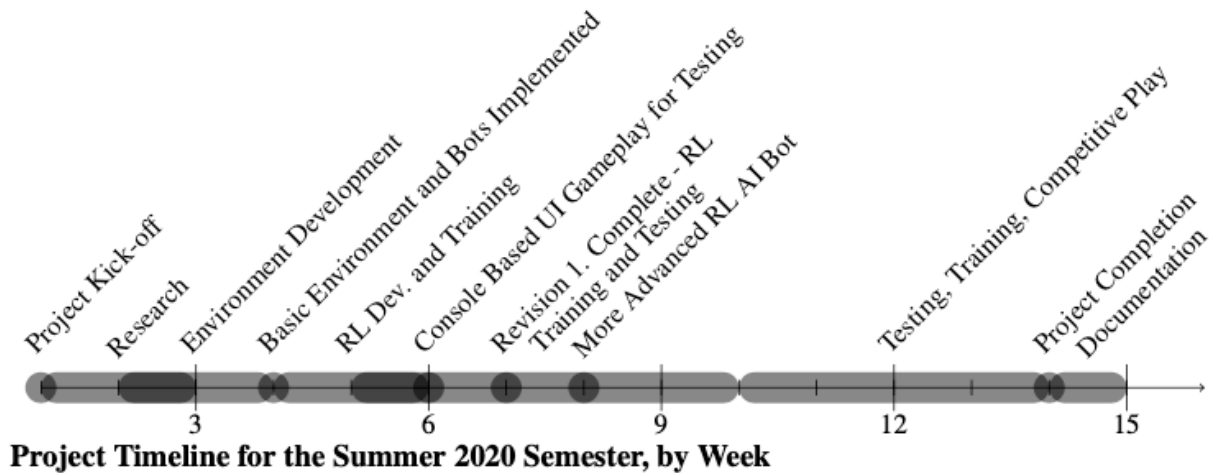 Project Kick-off
Research
Environment Development
Basic Environment and Bots Implemented
RL Dev. and Training
Console Based UI Gameplay for Testing
Revision 1. Complete - RL
Training and Testing
More Advanced RL AI Bot
Testing, Training, Competitive Play
Project Completion
Documentation
3
6
9
12
15
Project Timeline for the Summer 2020 Semester, by Week